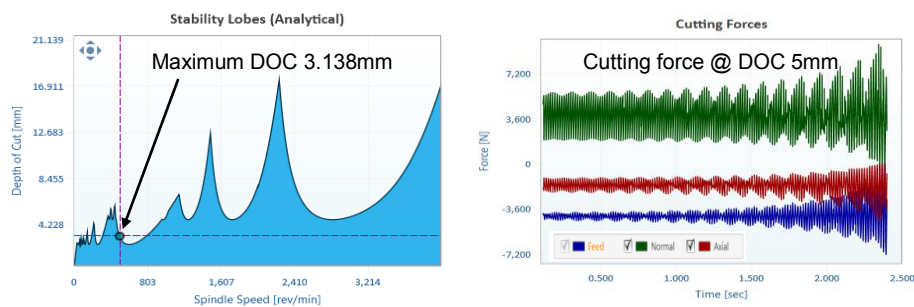 Stability Lobes (Analytical)
21.139
16.911
12.683
8.455
4.228
Depth of Cut [mm]
Maximum DOC 3.138mm
0
803
1,607
2,410
3,214
Spindle Speed [rev/min]
Cutting Forces
Cutting force @ DOC 5mm
7,200
3,600
0
-3,600
-7,200
Force [N]
Feed
Normal
Axial
0.500
1.000
1.500
2.000
2.500
Time [sec]